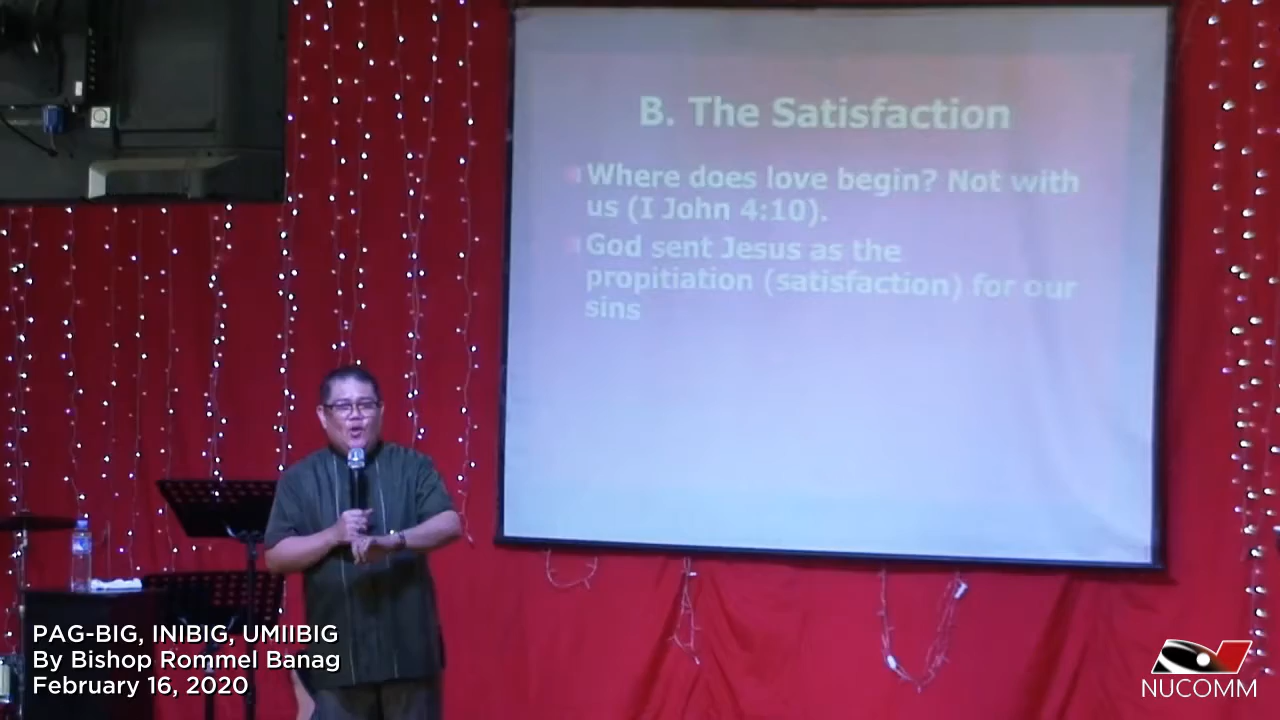 B. The Satisfaction
Where does love begin? Not with
us (I John 4:10).
God sent Jesus as the
propitiation (satisfaction) for our
sins
PAG-BIG, INIBIG, UMIIBIG
By Bishop Rommel Banag
February 16, 2020
NUCOMM